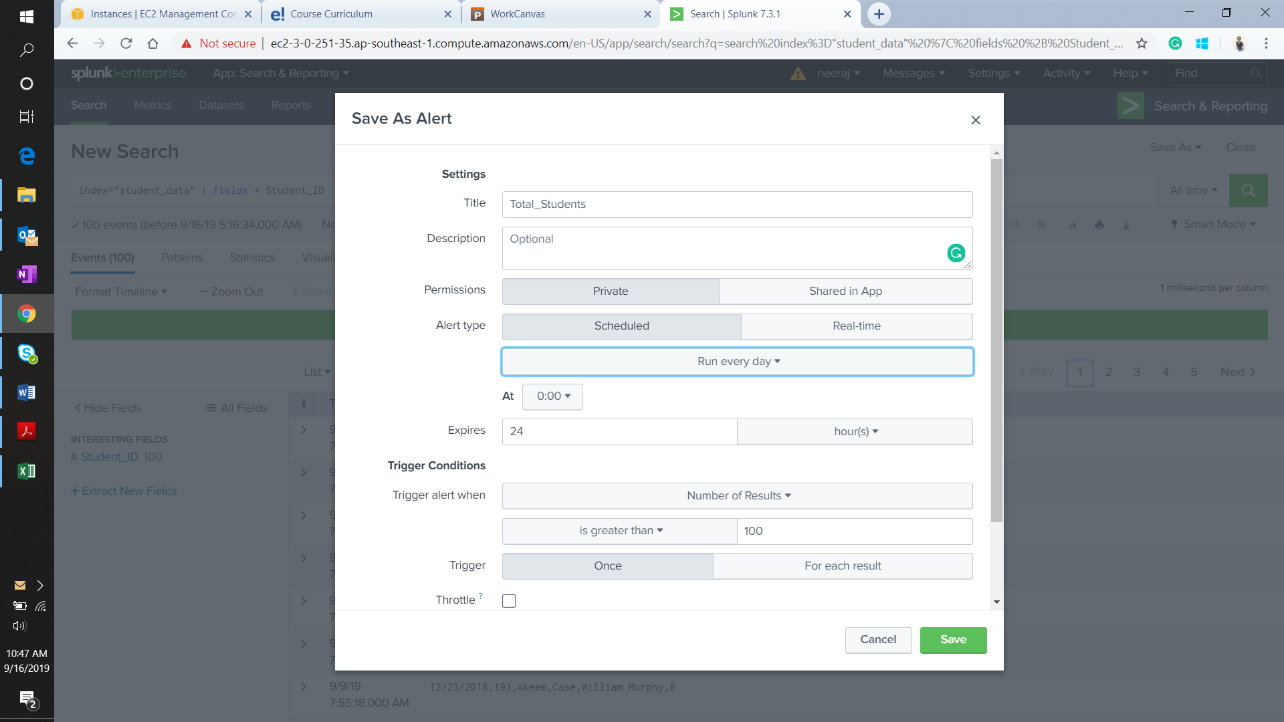 Instances | EC2 Management Con
Course Curriculum
WorkCanvas
Search | Splunk 7.3.1
Not secure | ec2-3-0-251-35.ap-southeast-1.compute.amazonaws.com/en-US/app/search/search?q=search%20index%3D"student_data"%20%7C%20fields%20%2B%20Student_...
splunk>enterprise App: Search & Reporting
neeraj Messages Settings Activity Help Find
Search Metrics Datasets Reports
Search & Reporting
New Search
Save As Close
index="student_data" | fields + Student_ID
All time
100 events (before 9/16/19 5:16:34.000 AM)
Smart Mode
Events (100) Patterns Statistics
Format Timeline — Zoom Out + Zoom
1 millisecond per column
List
< Prev 1 2 3 4 5 Next >
< Hide Fields All Fields
i
INTERESTING FIELDS
# Student_ID 100
+ Extract New Fields
Save As Alert
Settings
Title Total_Students
Description Optional
Permissions Private Shared in App
Alert type Scheduled Real-time
Run every day
At 0:00
Expires 24 hour(s)
Trigger Conditions
Trigger alert when Number of Results
is greater than 100
Trigger Once For each result
Throttle ?
Cancel Save
9/9/19 12/23/2018,193,Akeem,Case,William Murphy,8
7:55:18.000 AM
10:47 AM
9/16/2019
2